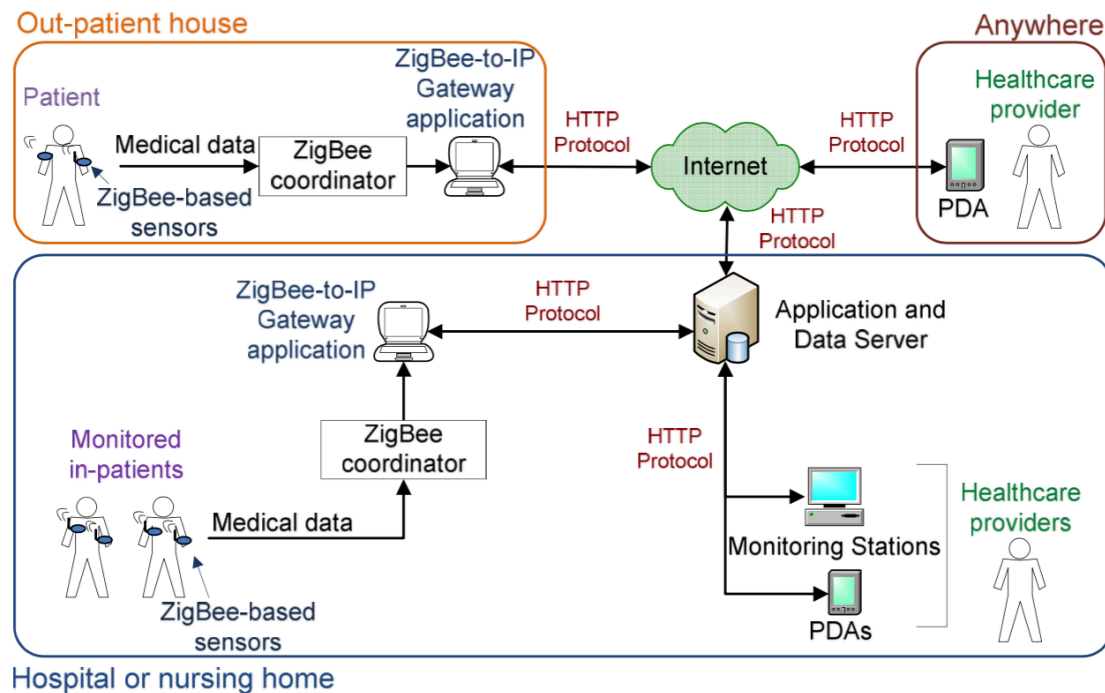 Out-patient house
Anywhere
ZigBee-to-IP
Gateway
application
Patient
Medical data
ZigBee
coordinator
ZigBee-based
sensors
HTTP
Protocol
Internet
HTTP
Protocol
Healthcare
provider
PDA
HTTP
Protocol
ZigBee-to-IP
Gateway
application
HTTP
Protocol
Application and
Data Server
ZigBee
coordinator
Monitored
in-patients
Medical data
ZigBee-based
sensors
HTTP
Protocol
Monitoring Stations
PDAs
Healthcare
providers
Hospital or nursing home